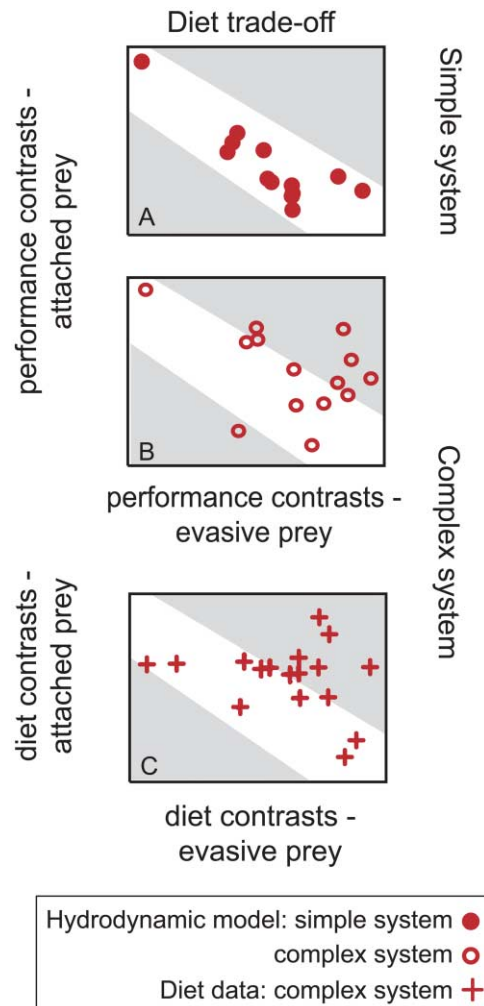 Diet trade-off
Simple system
performance contrasts -
attached prey
A
B
performance contrasts -
evasive prey
Complex system
diet contrasts -
attached prey
C
diet contrasts -
evasive prey
Hydrodynamic model: simple system
complex system
Diet data: complex system